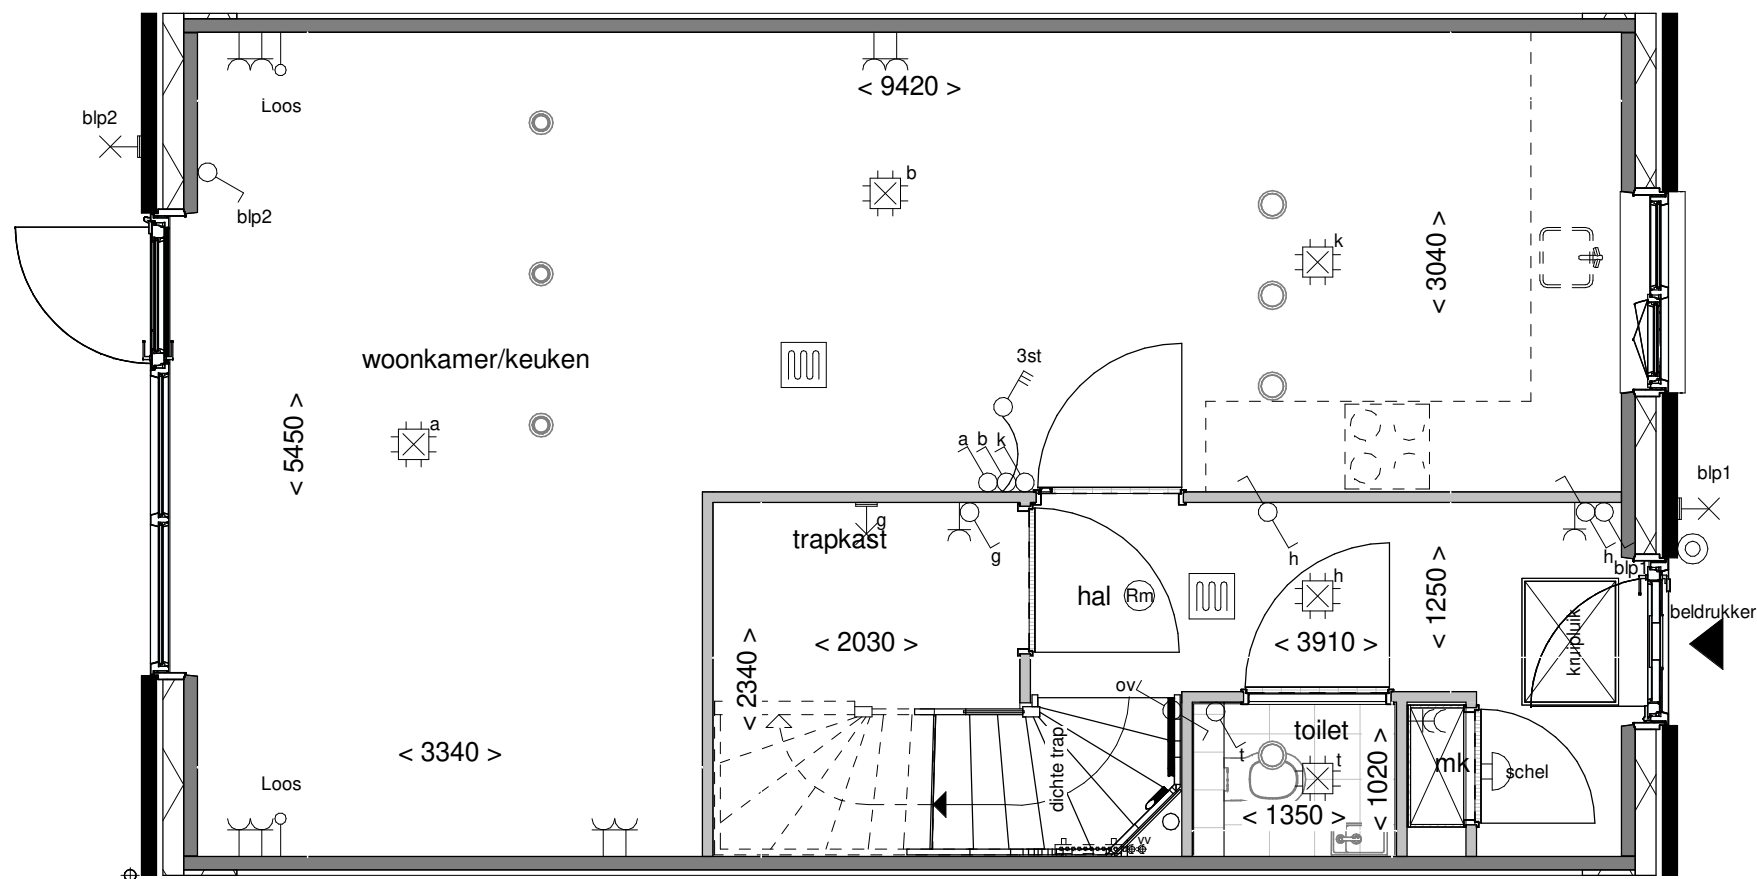 < 9420 >
Loos
blp2
b
blp2
k
< 3040 >
woonkamer/keuken
3st
a
< 5450 >
a b k
blp1
g
trapkast
g
h
h
blp1
hal
Rm
h
< 1250 >
kruipluik
beldrukker
< 2030 >
< 3910 >
< 2340 >
ov
toilet
< 3340 >
dichte trap
t
t
< 1020 >
mk
schel
Loos
< 1350 >
vv